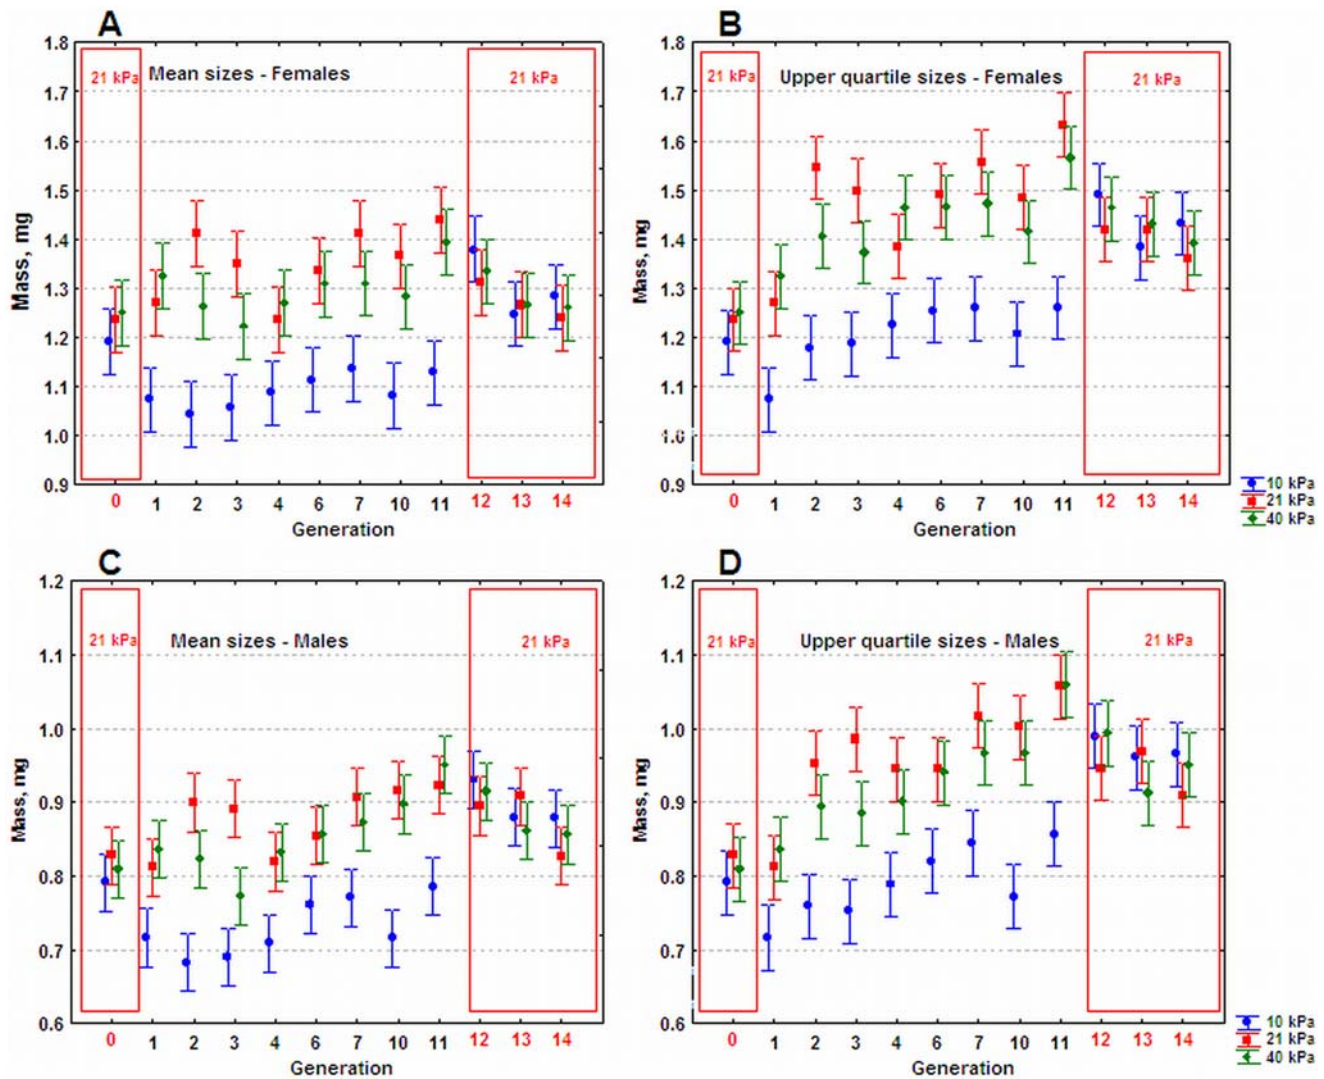 A
1.8
1.7
1.6
1.5
1.4
1.3
1.2
1.1
1.0
0.9
Mass, mg
21 kPa
Mean sizes - Females
21 kPa
0 1 2 3 4 6 7 10 11 12 13 14
Generation
B
1.8
1.7
1.6
1.5
1.4
1.3
1.2
1.1
1.0
0.9
Mass, mg
21 kPa
Upper quartile sizes - Females
21 kPa
0 1 2 3 4 6 7 10 11 12 13 14
Generation
10 kPa
21 kPa
40 kPa
C
1.2
1.1
1.0
0.9
0.8
0.7
0.6
Mass, mg
21 kPa
Mean sizes - Males
21 kPa
0 1 2 3 4 6 7 10 11 12 13 14
Generation
D
1.2
1.1
1.0
0.9
0.8
0.7
0.6
Mass, mg
21 kPa
Upper quartile sizes - Males
21 kPa
0 1 2 3 4 6 7 10 11 12 13 14
Generation
10 kPa
21 kPa
40 kPa